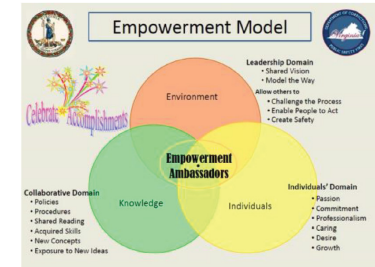 Empowerment Model
Virginia
Leadership Domain
• Shared Vision
• Model the Way
Allow others to
• Challenge the Process
• Enable People to Act
• Create Safety
Environment
Celebrate Accomplishments
Empowerment
Ambassadors
Knowledge
Individuals
Collaborative Domain
• Policies
• Procedures
• Shared Reading
• Acquired Skills
• New Concepts
• Exposure to New Ideas
Individuals' Domain
• Passion
• Commitment
• Professionalism
• Caring
• Desire
• Growth